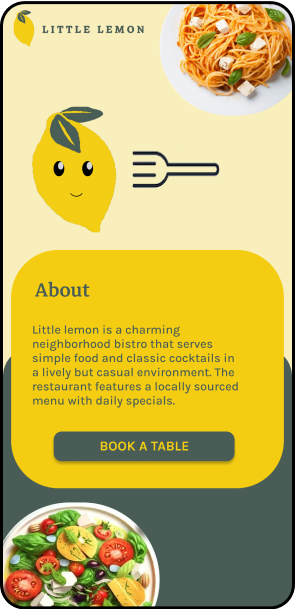 LITTLE LEMON
About
Little lemon is a charming
neighborhood bistro that serves
simple food and classic cocktails in
a lively but casual environment. The
restaurant features a locally sourced
menu with daily specials.
BOOK A TABLE